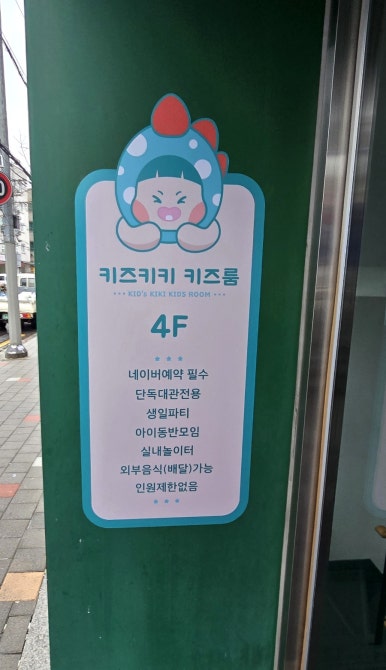 키즈키키 키즈룸
KID's KIKI KIDS ROOM
4F
네이버예약 필수
단독대관전용
생일파티
아이동반모임
실내놀이터
외부음식(배달)가능
인원제한없음